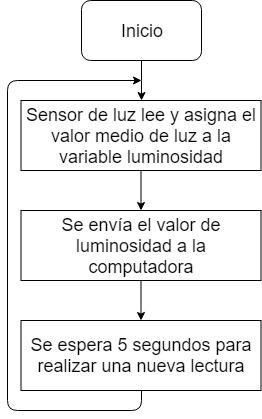 Inicio
Sensor de luz lee y asigna el
valor medio de luz a la
variable luminosidad
Se envía el valor de
luminosidad a la
computadora
Se espera 5 segundos para
realizar una nueva lectura